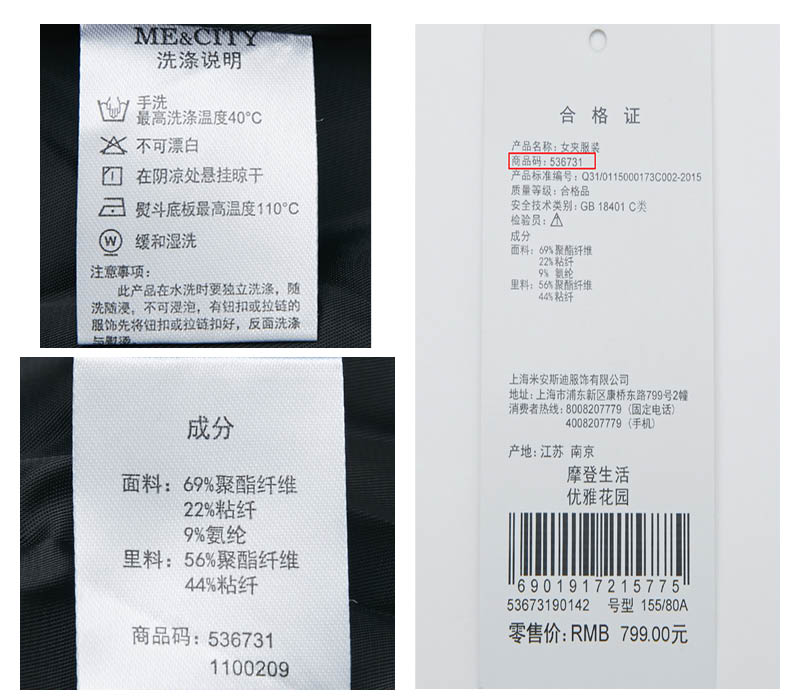 ME&CITY
洗涤说明
手洗
最高洗涤温度40°C
不可漂白
在阴凉处悬挂晾干
熨斗底板最高温度110°C
W
缓和湿洗
注意事项:
此产品在水洗时要独立洗涤,随
洗随浸,不可浸泡,有钮扣或拉链的
服饰先将钮扣或拉链扣好,反面洗涤
与熨烫
成分
面料: 69%聚酯纤维
22%粘纤
9%氨纶
里料: 56%聚酯纤维
44%粘纤
商品码: 536731
1100209
合格证
产品名称: 女夹服装
商品码: 536731
产品标准编号: Q31/0115000173C002-2015
质量等级: 合格品
安全技术类别: GB 18401 C类
检验员:
成分
面料: 69%聚酯纤维
22%粘纤
9% 氨纶
里料: 56%聚酯纤维
44%粘纤
上海米安斯迪服饰有限公司
地址: 上海市浦东新区康桥东路799号2幢
消费者热线: 8008207779 (固定电话)
4008207779 (手机)
产地: 江苏 南京
摩登生活
优雅花园
6901917215775
53673190142 号型 155/80A
零售价: RMB 799.00元